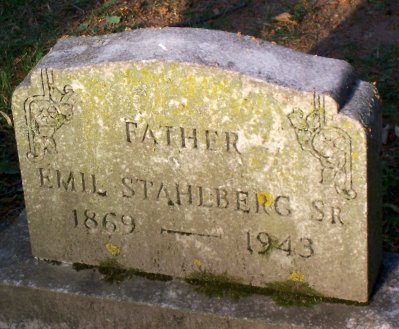 FATHER
EMIL STAHLBERG SR
1869 — 1943